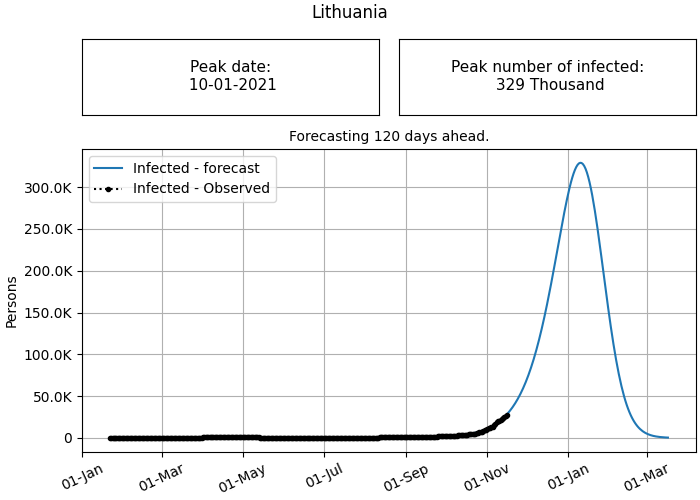 Lithuania
Peak date:
10-01-2021
Peak number of infected:
329 Thousand
Forecasting 120 days ahead.
Infected - forecast
Infected - Observed
300.0K
250.0K
200.0K
150.0K
100.0K
50.0K
0
Persons
01-Jan
01-Mar
01-May
01-Jul
01-Sep
01-Nov
01-Jan
01-Mar